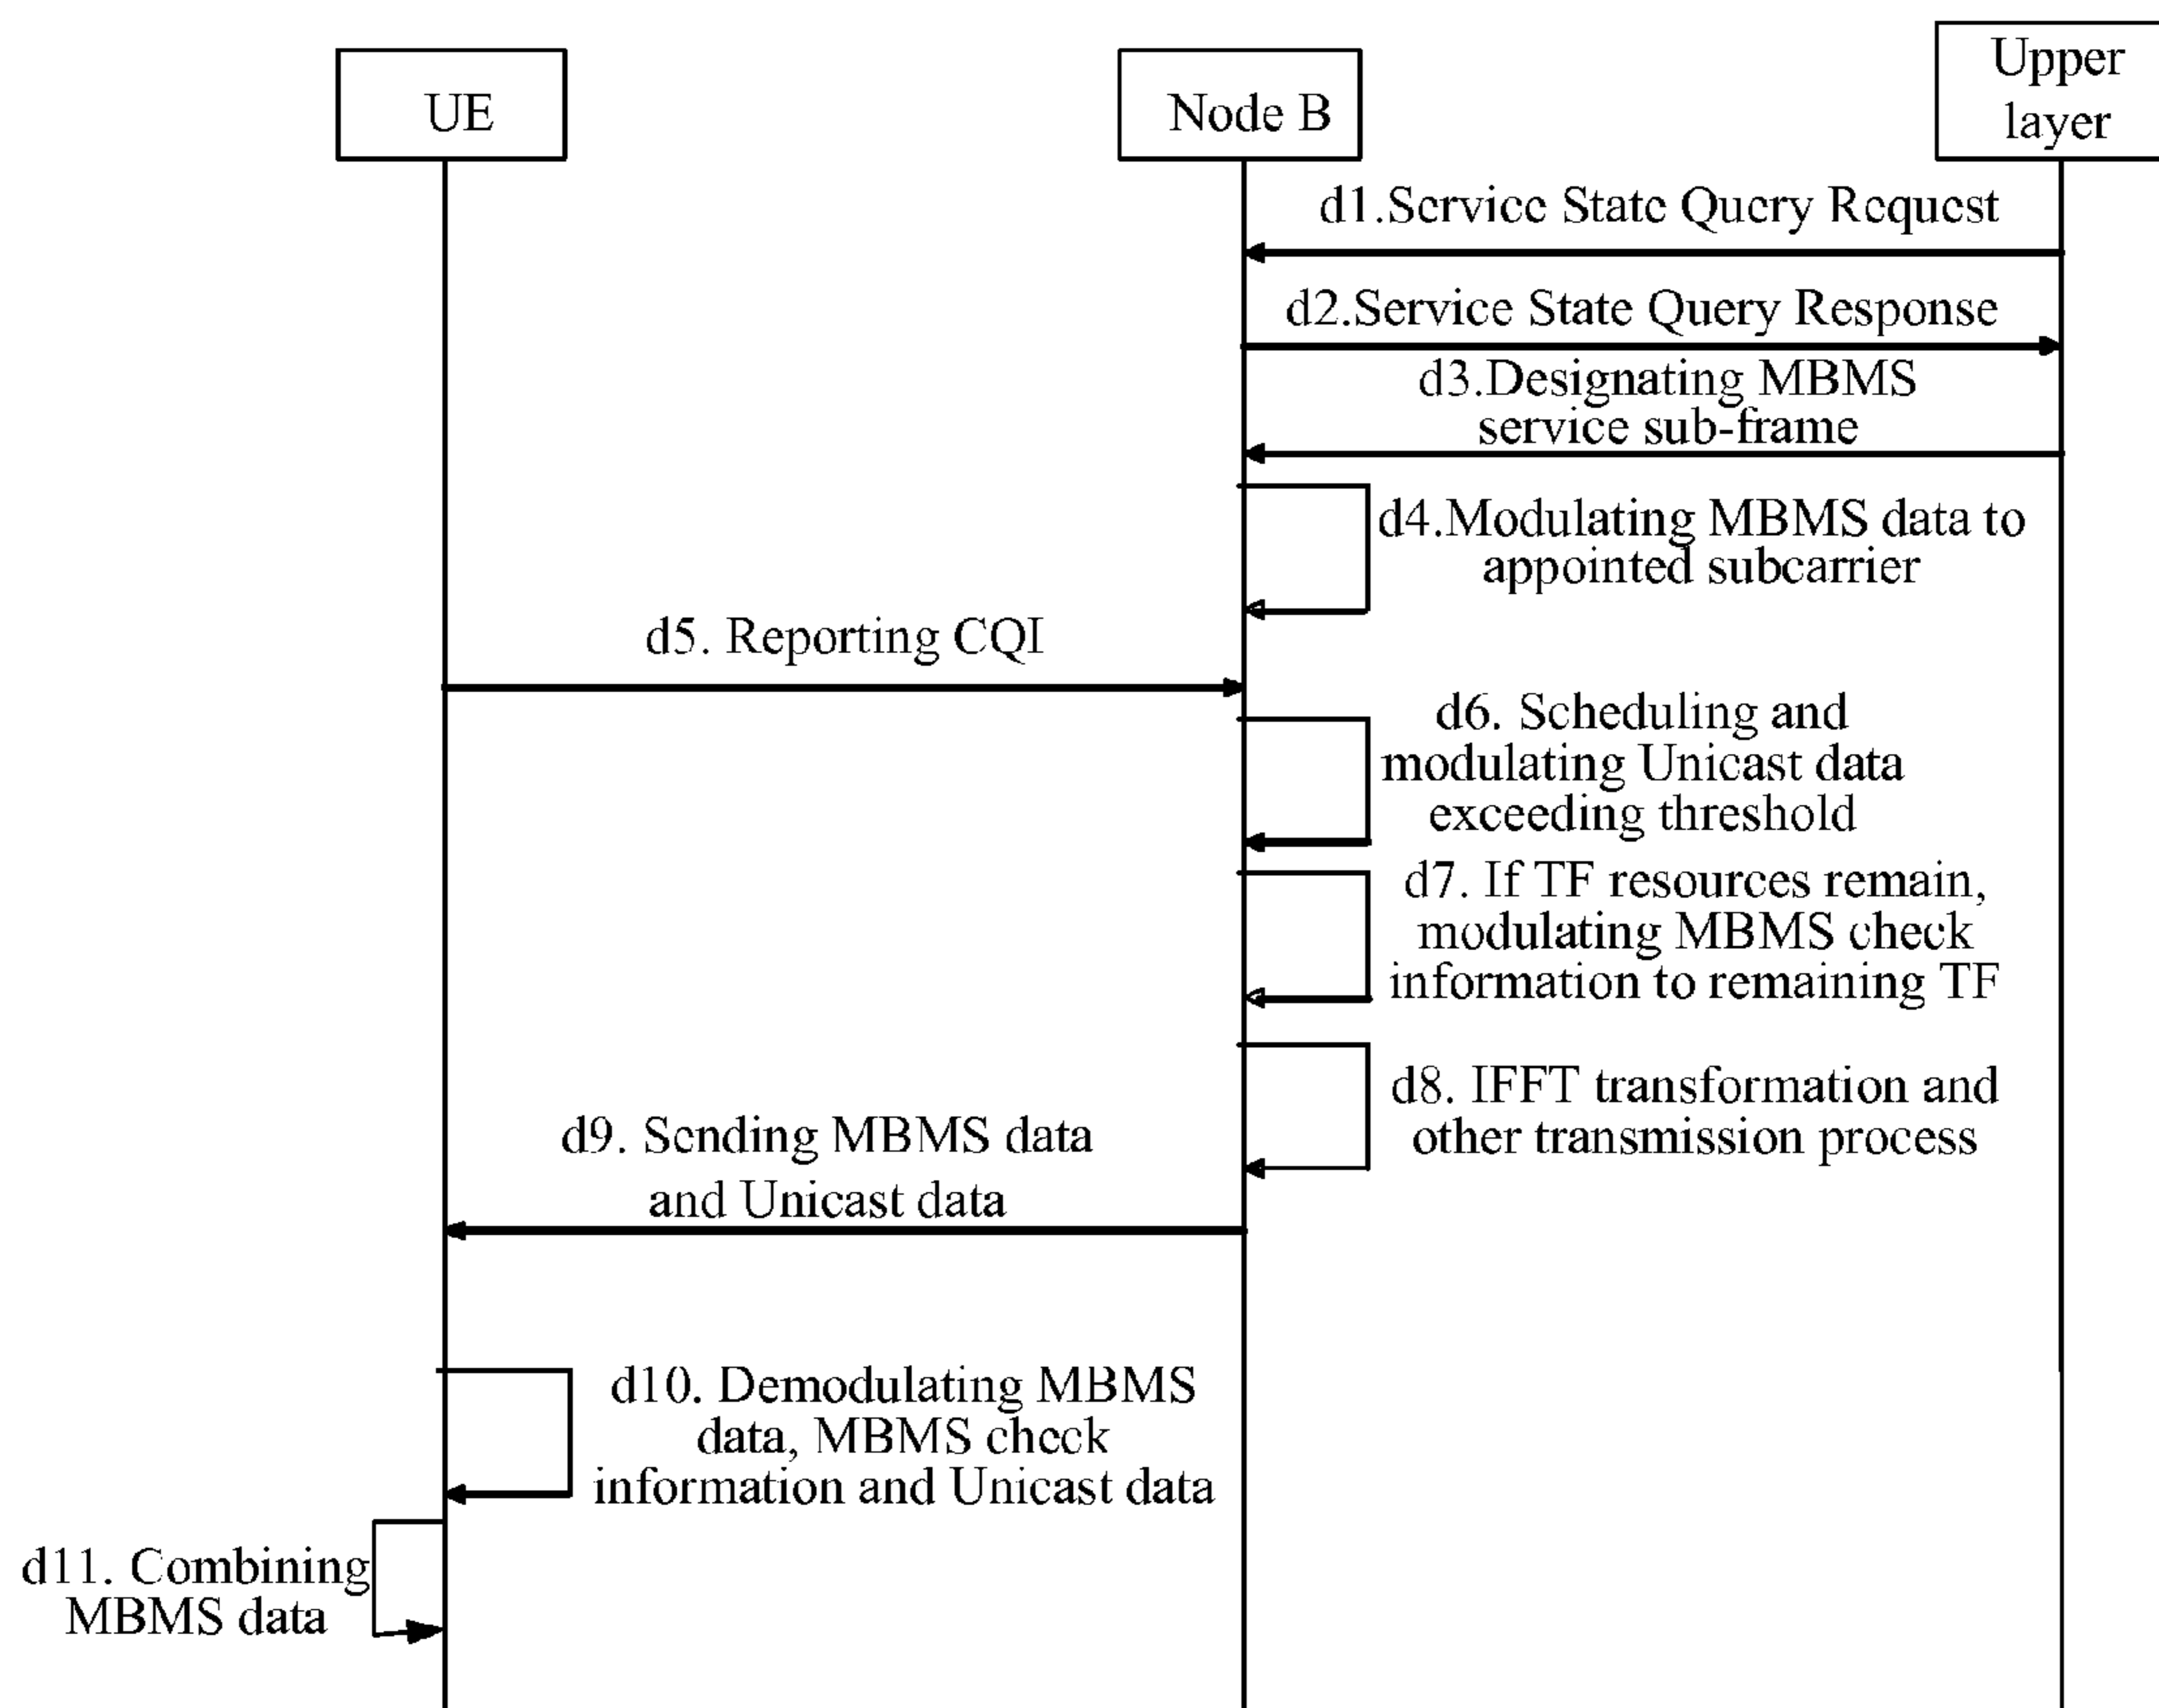 UE
Node B
Upper
layer
d1.Service State Query Request
d2.Service State Query Response
d3.Designating MBMS
service sub-frame
d4.Modulating MBMS data to
appointed subcarrier
d5. Reporting CQI
d6. Scheduling and
modulating Unicast data
exceeding threshold
d7. If TF resources remain,
modulating MBMS check
information to remaining TF
d8. IFFT transformation and
other transmission process
d9. Sending MBMS data
and Unicast data
d10. Demodulating MBMS
data, MBMS check
information and Unicast data
d11. Combining
MBMS data